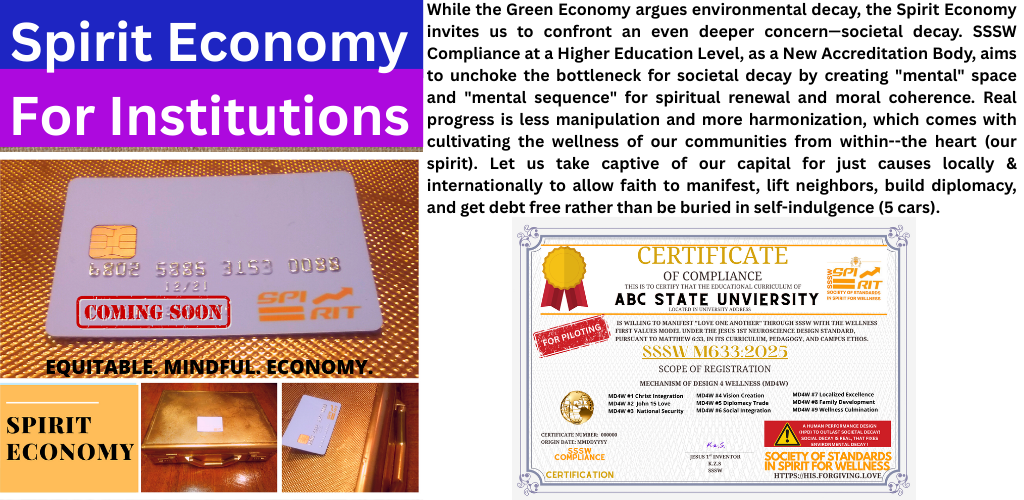 Spirit Economy
For Institutions
6802 5885 3153 0088
12/21
COMING SOON
SPI
RIT
EQUITABLE. MINDFUL. ECONOMY.
SPIRIT
ECONOMY
While the Green Economy argues environmental decay, the Spirit Economy
invites us to confront an even deeper concern—societal decay. SSSW
Compliance at a Higher Education Level, as a New Accreditation Body, aims
to unchoke the bottleneck for societal decay by creating "mental" space
and "mental sequence" for spiritual renewal and moral coherence. Real
progress is less manipulation and more harmonization, which comes with
cultivating the wellness of our communities from within--the heart (our
spirit). Let us take captive of our capital for just causes locally &
internationally to allow faith to manifest, lift neighbors, build diplomacy,
and get debt free rather than be buried in self-indulgence (5 cars).
CERTIFICATE
OF COMPLIANCE
THIS IS TO CERTIFY THAT THE EDUCATIONAL CURRICULUM OF
ABC STATE UNVIERSITY
LOCATED IN UNIVERSITY ADDRESS
SSSW
SPI
RIT
SOCIETY OF STANDARDS
IN SPIRIT FOR WELLNESS
FOR PILOTING
IS WILLING TO MANIFEST "LOVE ONE ANOTHER" THROUGH SSSW WITH THE WELLNESS
FIRST VALUES MODEL UNDER THE JESUS 1ST NEUROSCIENCE DESIGN STANDARD,
PURSUANT TO MATTHEW 6:33, IN ITS CURRICULUM, PEDAGOGY, AND CAMPUS ETHOS.
SSSW M633:2025
SCOPE OF REGISTRATION
MECHANISM OF DESIGN 4 WELLNESS (MD4W)
MD4W #1 Christ Integration
MD4W #2 John 15 Love
MD4W #3 National Security
MD4W #4 Vision Creation
MD4W #5 Diplomacy Trade
MD4W #6 Social Integration
MD4W #7 Localized Excellence
MD4W #8 Family Development
MD4W #9 Wellness Culmination
CERTIFICATE NUMBER: 000000
ORIGIN DATE: MMDDYYYY
SSSW
COMPLIANCE
CERTIFICATION
K.z.S.
JESUS 1ST INVENTOR
K.Z.S
SSSW
A HUMAN PERFORMANCE DESIGN
(HPD) TO OUTLAST SOCIETAL DECAY!
SOCIAL DECAY IS REAL, THAT FIXES
ENVIRONMENTAL DECAY!
SOCIETY OF STANDARDS
IN SPIRIT FOR WELLNESS
HTTPS://HIS.FORGIVING.LOVE